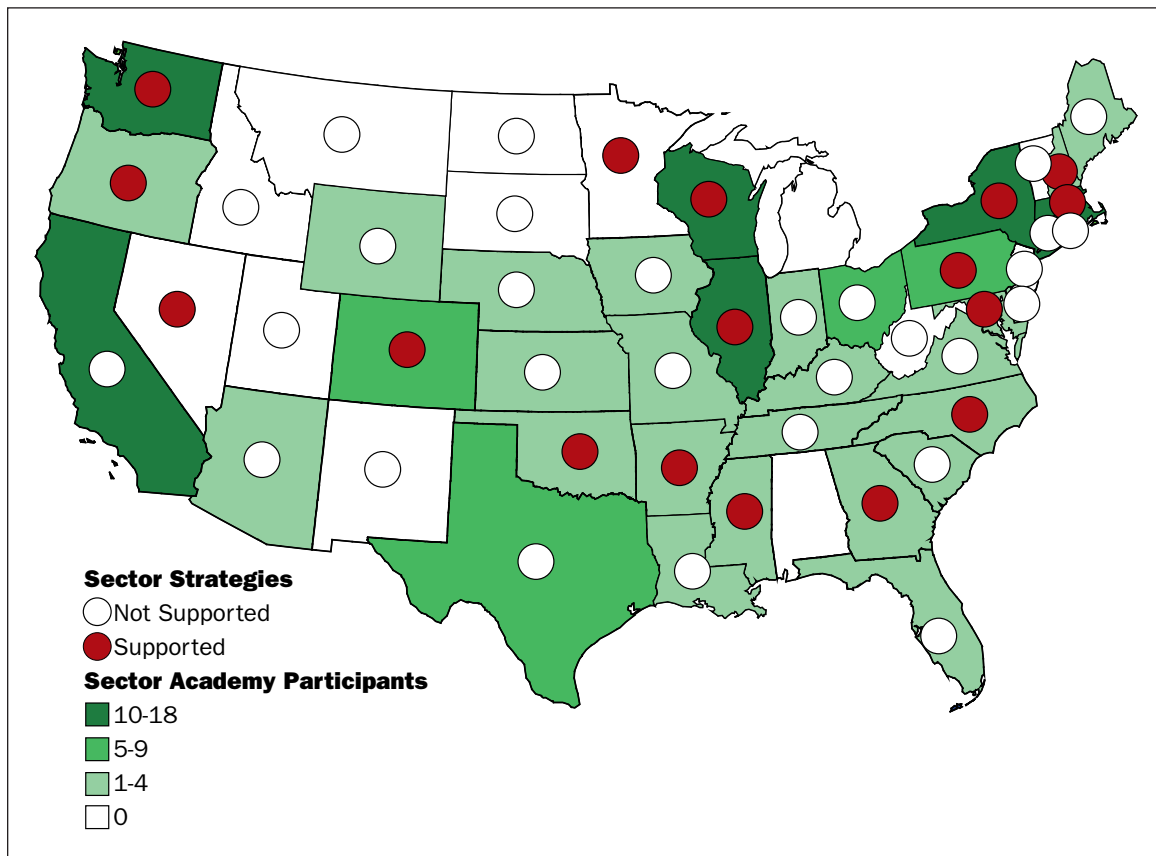 Sector Strategies
Not Supported
Supported
Sector Academy Participants
10-18
5-9
1-4
0